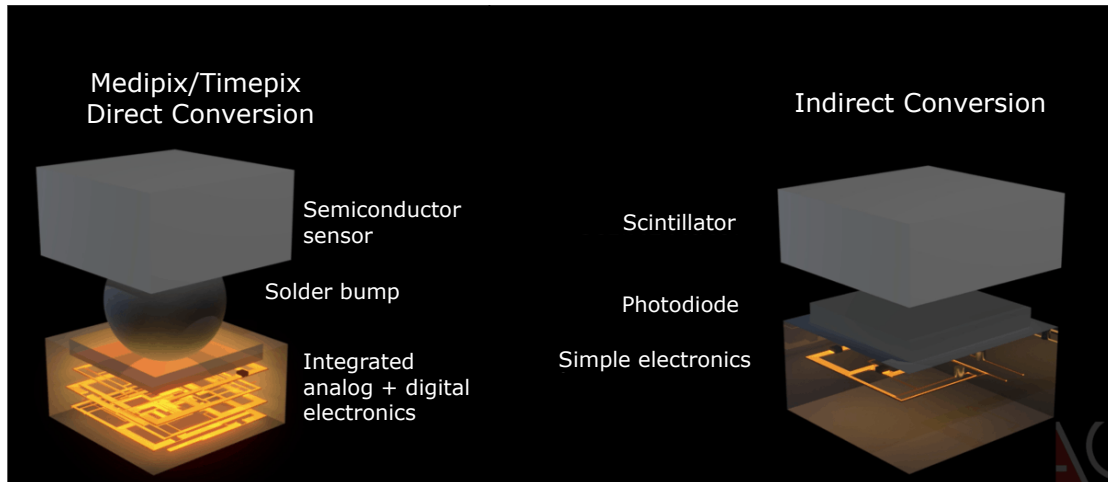 Medipix/Timepix
Direct Conversion
Semiconductor
sensor
Solder bump
Integrated
analog + digital
electronics
Indirect Conversion
Scintillator
Photodiode
Simple electronics